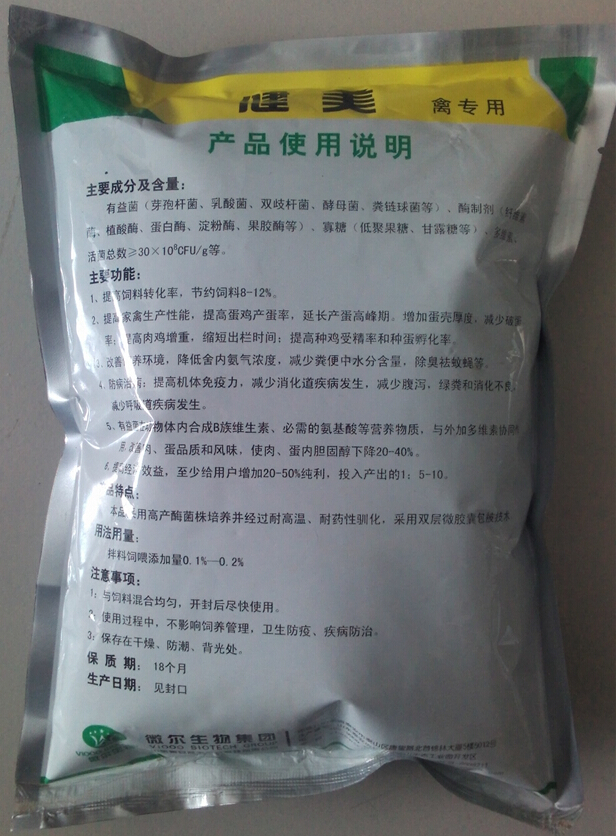 健美 禽专用
产品使用说明
主要成分及含量：
有益菌（芽孢杆菌、乳酸菌、双歧杆菌、酵母菌、粪链球菌等）、酶制剂（纤维素
酶、植酸酶、蛋白酶、淀粉酶、果胶酶等）、寡糖（低聚果糖、甘露糖等）、多维素、
活菌总数≥30×10⁸CFU/g等。
主要功能：
1、提高饲料转化率，节约饲料8-12%。
2、提高家禽生产性能，提高蛋鸡产蛋率，延长产蛋高峰期。增加蛋壳厚度，减少破蛋
率；提高肉鸡增重，缩短出栏时间；提高种鸡受精率和种蛋孵化率。
3、改善饲养环境，降低舍内氨气浓度，减少粪便中水分含量，除臭祛蚊蝇等。
4、防病治病；提高机体免疫力，减少消化道疾病发生，减少腹泻，绿粪和消化不良，
减少呼吸道疾病发生。
5、有益菌在动物体内合成B族维生素、必需的氨基酸等营养物质，与外加多维素协同作
用 肉、蛋品质和风味，使肉、蛋内胆固醇下降20-40%。
6、提高经济效益，至少给用户增加20-50%纯利，投入产出的1：5-10。
产品特点：
本品采用高产酶菌株培养并经过耐高温、耐药性驯化，采用双层微胶囊包被技术
用法用量：
拌料饲喂添加量0.1%—0.2%
注意事项：
1：与饲料混合均匀，开封后尽快使用。
2：使用过程中，不影响饲养管理，卫生防疫、疾病防治。
3：保存在干燥、防潮、背光处。
保 质 期： 18个月
生产日期： 见封口
微尔生物集团
VIOOO BIOTECH GROUP